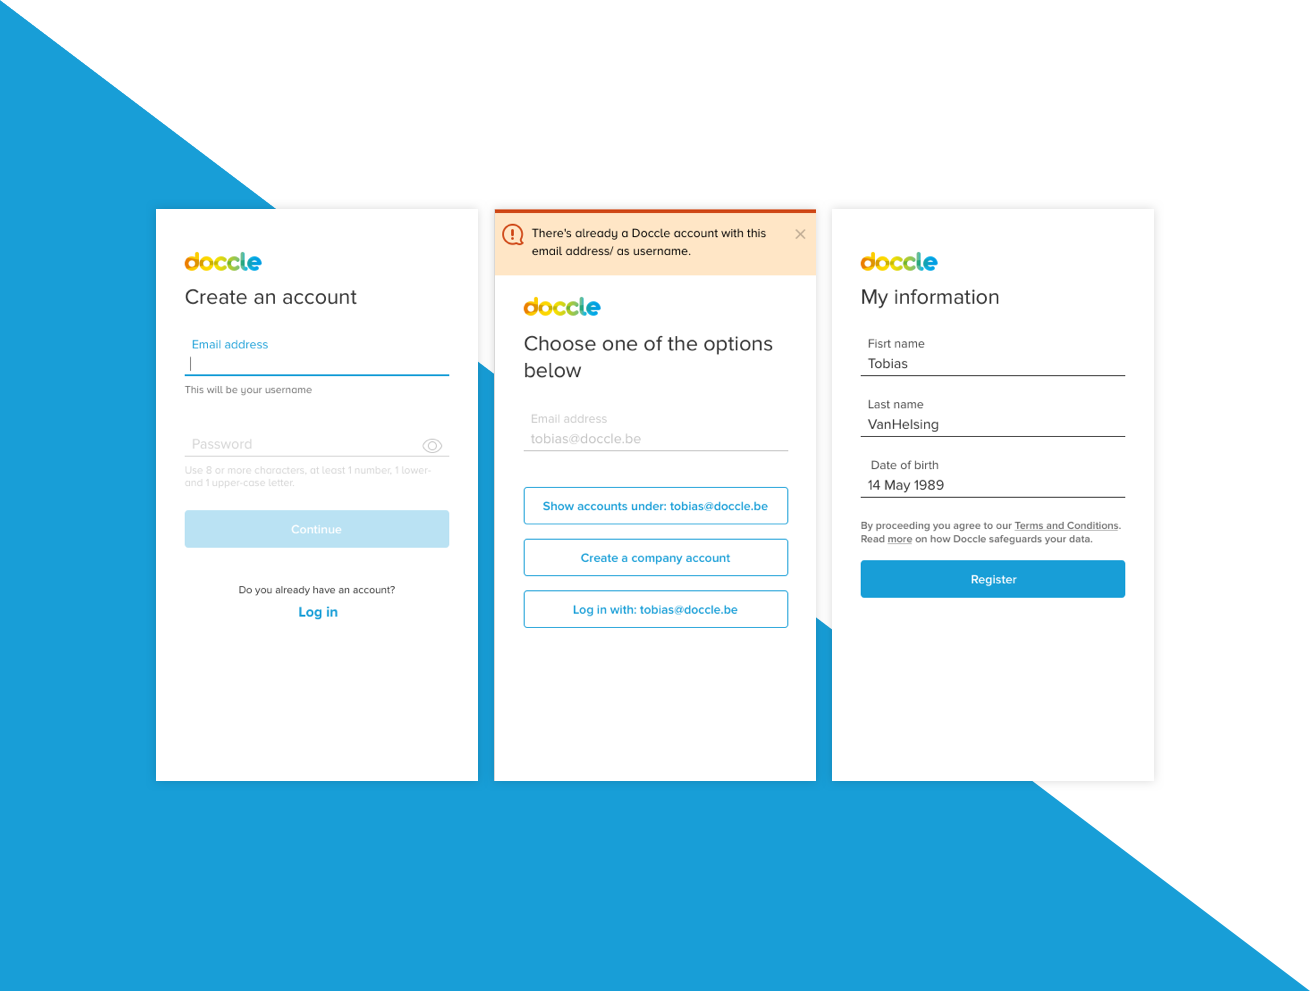 doccle
Create an account
Email address
This will be your username
Password
Use 8 or more characters, at least 1 number, 1 lower-
and 1 upper-case letter.
Continue
Do you already have an account?
Log in
There's already a Doccle account with this
email address/ as username.
doccle
Choose one of the options
below
Email address
tobias@doccle.be
Show accounts under: tobias@doccle.be
Create a company account
Log in with: tobias@doccle.be
doccle
My information
Fisrt name
Tobias
Last name
VanHelsing
Date of birth
14 May 1989
By proceeding you agree to our Terms and Conditions.
Read more on how Doccle safeguards your data.
Register